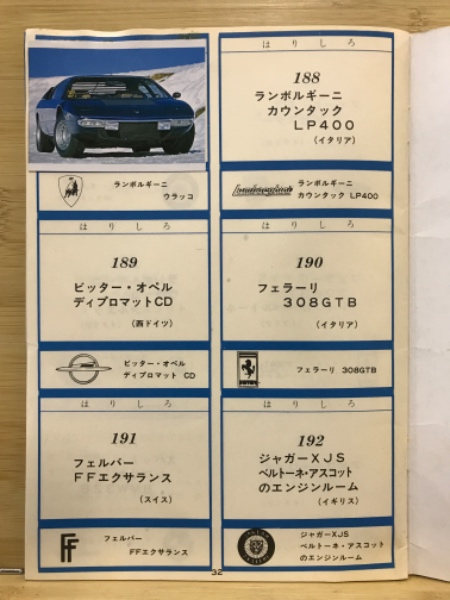 はりしろ
188
ランボルギーニ
カウンタック
LP400
(イタリア)
ランボルギーニ
ウラッコ
Lamborghini
ランボルギーニ
カウンタック LP400
はりしろ
189
ビッター・オペル
ディプロマットCD
(西ドイツ)
はりしろ
190
フェラーリ
308GTB
(イタリア)
ビッター・オペル
ディプロマット CD
フェラーリ 308GTB
はりしろ
191
フェルバー
FFエクサランス
(スイス)
はりしろ
192
ジャガーXJS
ベルトーネ・アスコット
のエンジンルーム
(イギリス)
FF
フェルバー
FFエクサランス
ジャガーXJS
ベルトーネ・アスコット
のエンジンルーム
32